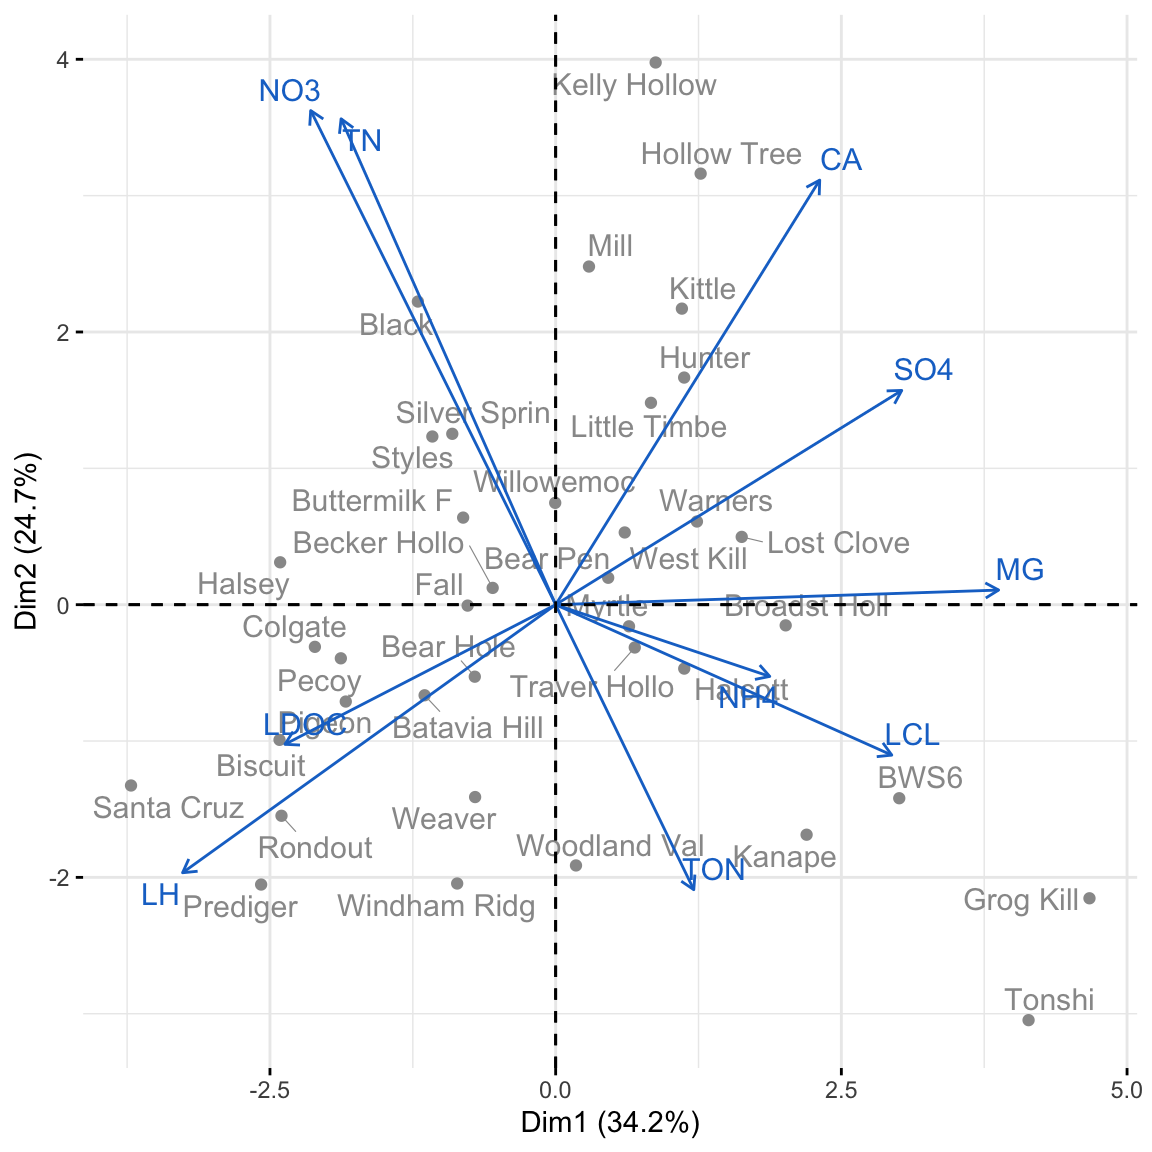 4
NO3
Kelly Hollow
TN
Hollow Tree
CA
Mill
Kittle
2
Black
Hunter
SO4
Silver Sprin
Little Timbe
Styles
Willowemoc
Buttermilk F
Warners
Becker Hollo
Lost Clove
Bear Pen
West Kill
MG
Halsey
Fall
0
Myrtle
Broadst Holl
Colgate
Bear Hole
Pecoy
Traver Hollo
Halsott
NH4
LDOC
Pigeon
Batavia Hill
LCL
Biscuit
BWS6
Santa Cruz
Weaver
Rondout
Woodland Val
Kanape
TON
-2
LH
Prediger
Windham Ridg
Grog Kill
Tonshi
-2.5
0.0
2.5
5.0
Dim1 (34.2%)
Dim2 (24.7%)